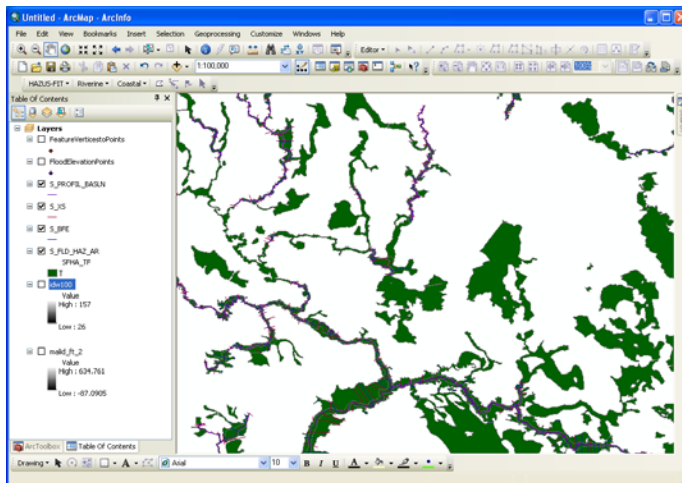 Untitled - ArcMap - ArcInfo
File Edit View Bookmarks Insert Selection Geoprocessing Customize Windows Help
Editor
1:100,000
100%
HAZUS-FIT Riverine Coastal
Table Of Contents
Layers
FeatureVerticestoPoints
FloodElevationPoints
S_PROFIL_BASLN
S_XS
S_BFE
S_FLD_HAZ_AR
SFHA_TF
T
idw100
Value
High : 157
Low : 26
malid_ft_2
Value
High : 634.761
Low : -87.0905
ArcToolbox Table Of Contents
Drawing A Arial 10 B I U A